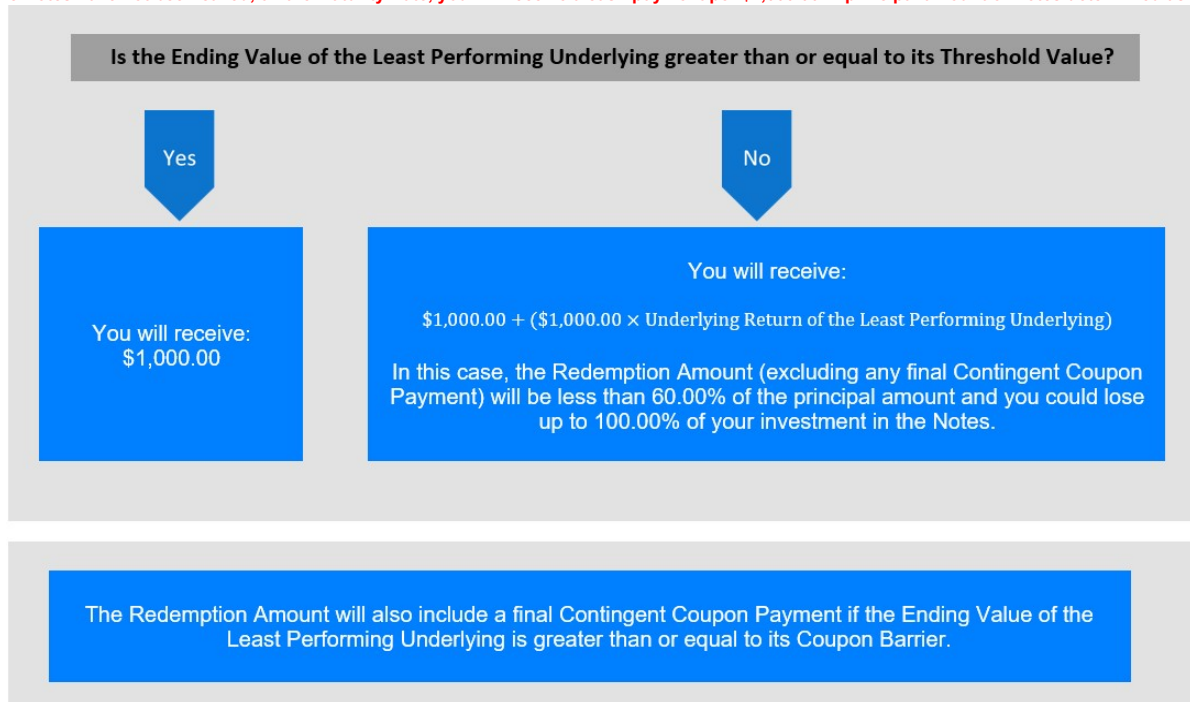 Is the Ending Value of the Least Performing Underlying greater than or equal to its Threshold Value?
Yes
No
You will receive:
$1,000.00
You will receive:
$1,000.00 + ($1,000.00 × Underlying Return of the Least Performing Underlying)
In this case, the Redemption Amount (excluding any final Contingent Coupon
Payment) will be less than 60.00% of the principal amount and you could lose
up to 100.00% of your investment in the Notes.
The Redemption Amount will also include a final Contingent Coupon Payment if the Ending Value of the
Least Performing Underlying is greater than or equal to its Coupon Barrier.